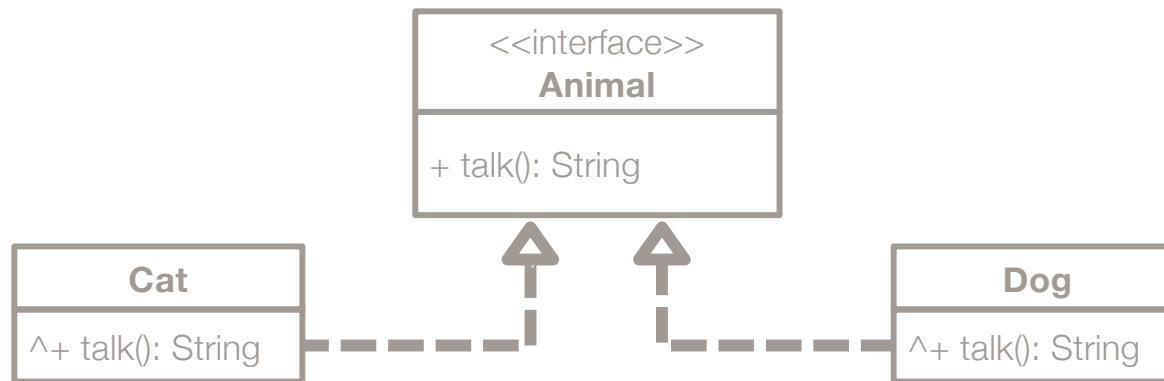 <<interface>>
Animal
+ talk(): String
Cat
^+ talk(): String
Dog
^+ talk(): String